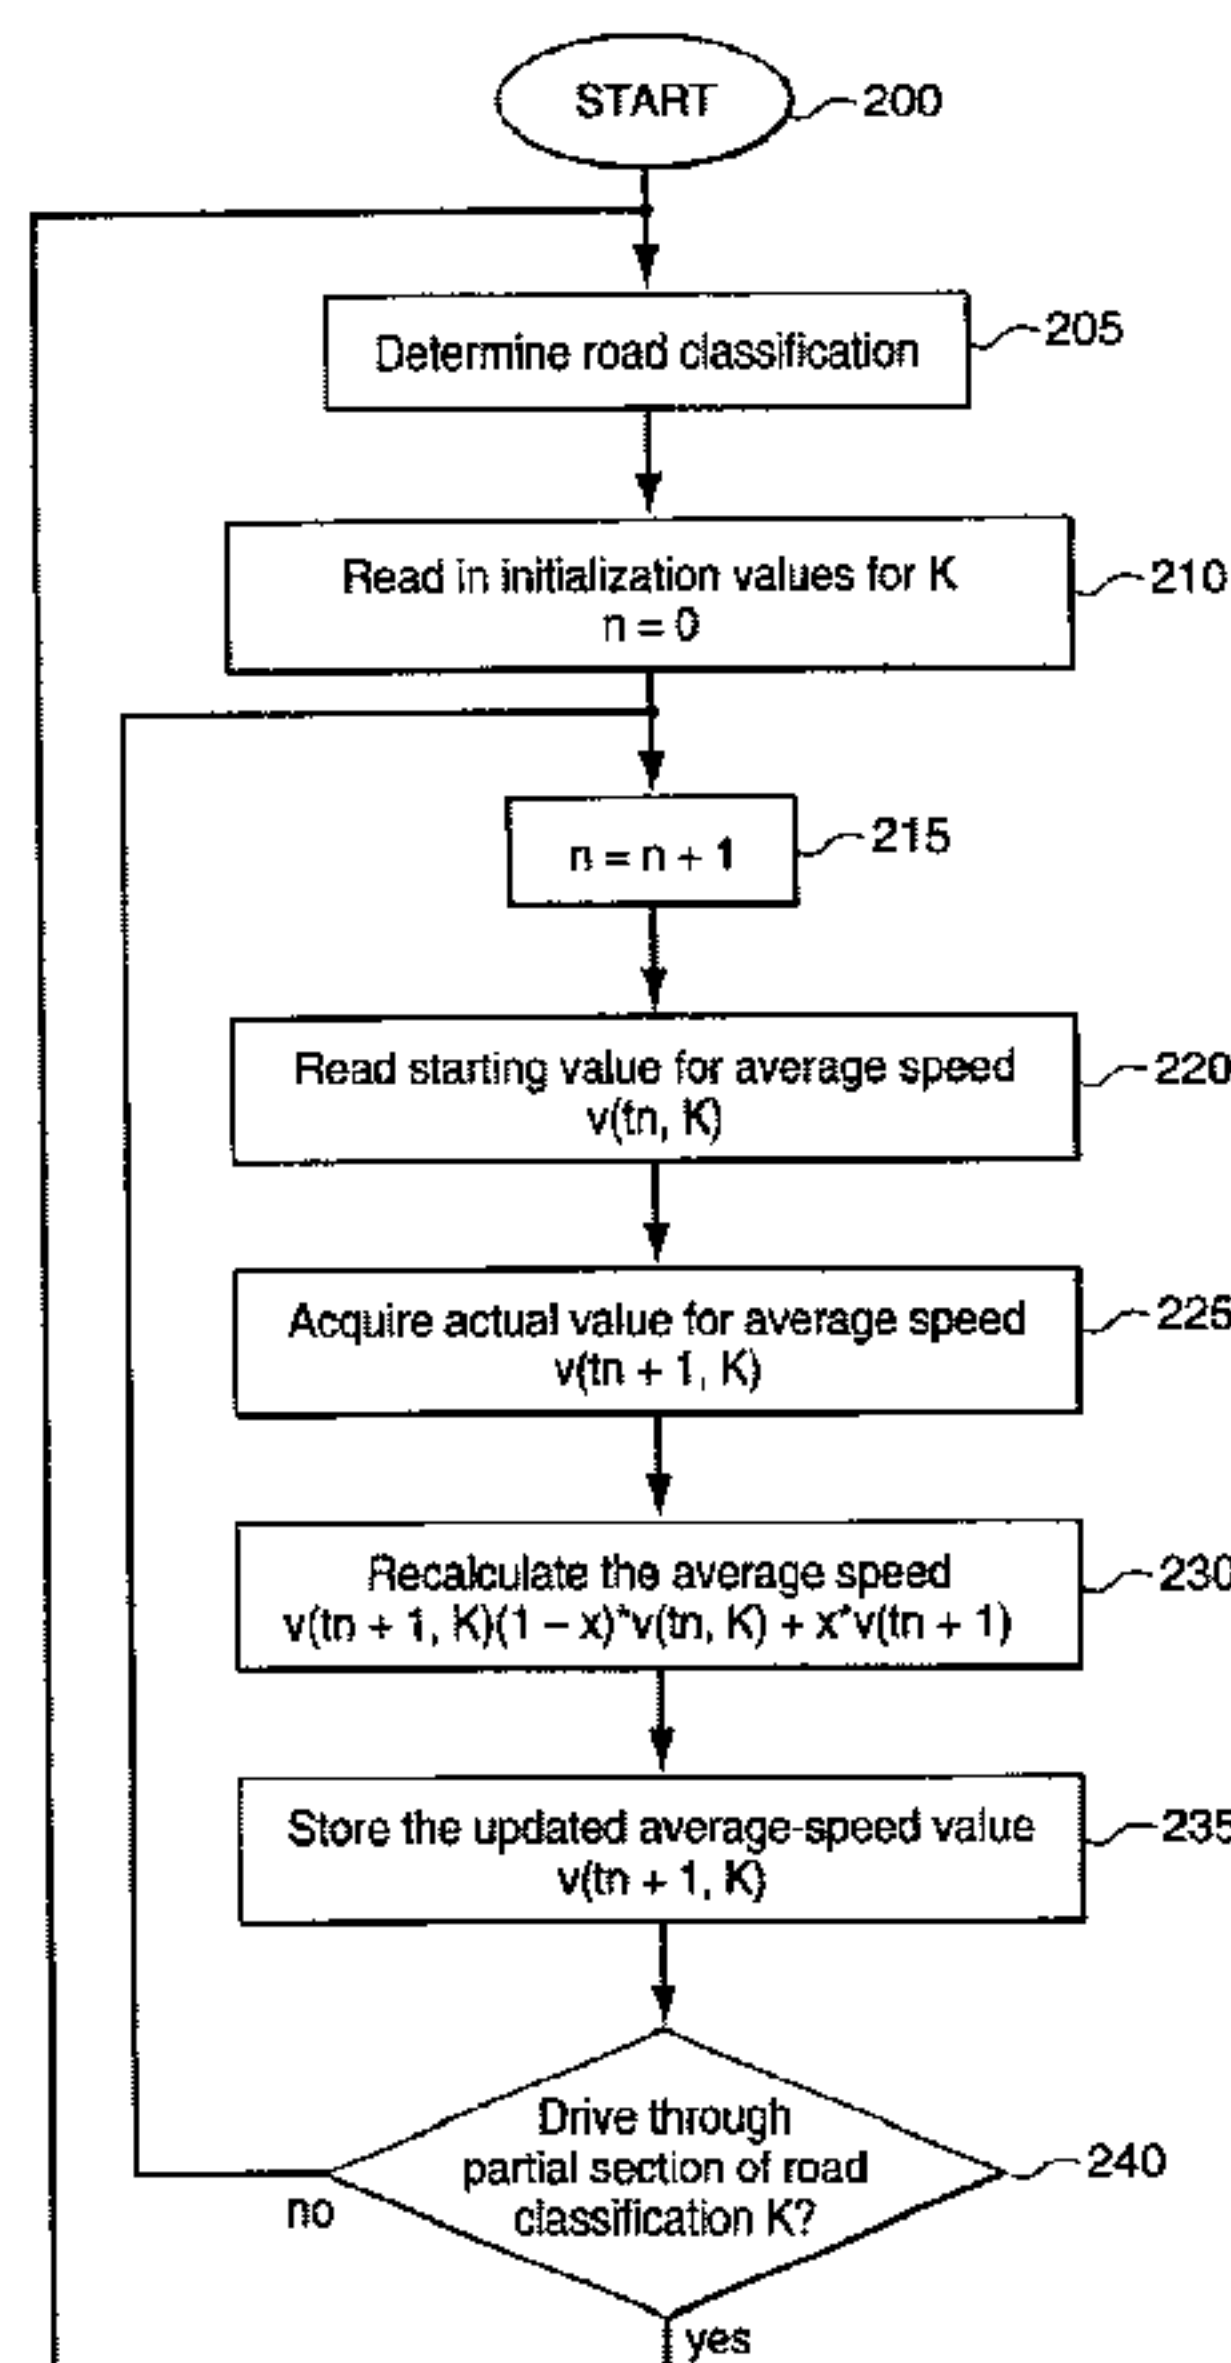 START
200
Determine road classification
205
Read in initialization values for K
n = 0
210
n = n + 1
215
Read starting value for average speed
v(tn, K)
220
Acquire actual value for average speed
v(tn + 1, K)
225
Recalculate the average speed
v(tn + 1, K)(1 – x)*v(tn, K) + x*v(tn + 1)
230
Store the updated average-speed value
v(tn + 1, K)
235
Drive through
partial section of road
classification K?
240
no
yes